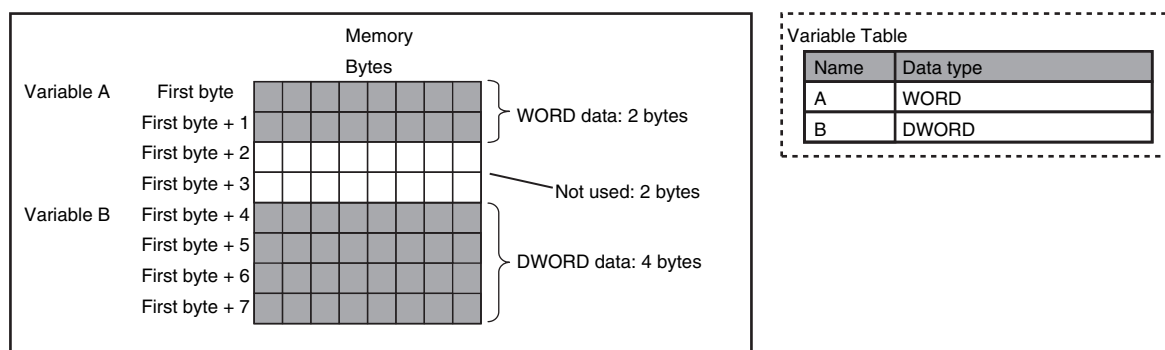 Memory
Bytes
Variable A First byte
First byte + 1
WORD data: 2 bytes
First byte + 2
First byte + 3
Not used: 2 bytes
Variable B First byte + 4
First byte + 5
First byte + 6
DWORD data: 4 bytes
First byte + 7
Variable Table
Name Data type
A WORD
B DWORD